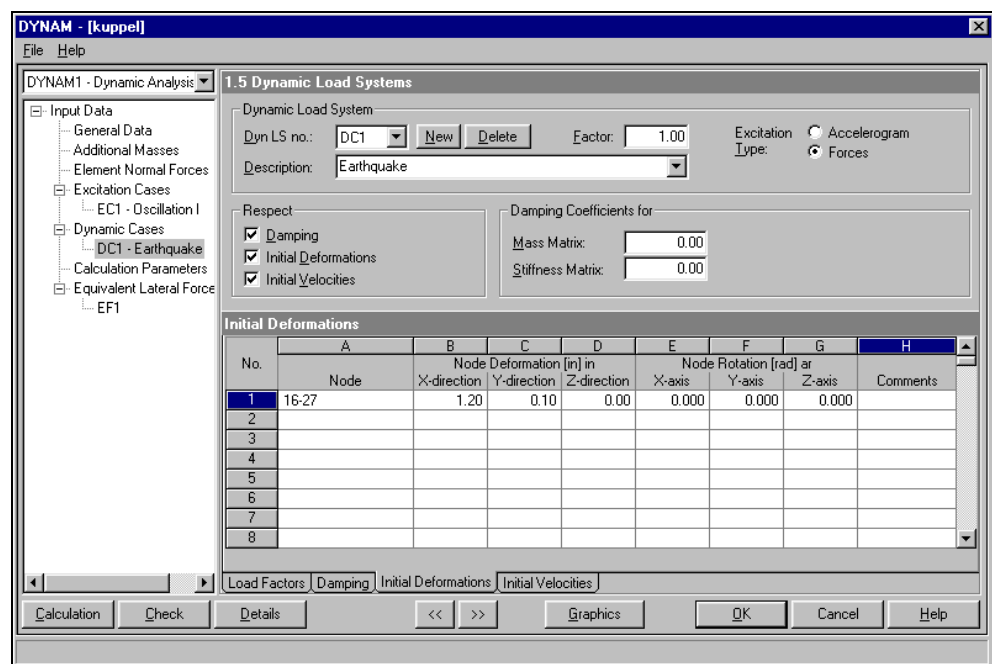 DYNAM - [kuppel]
File Help
DYNAM1 - Dynamic Analysis
Input Data
General Data
Additional Masses
Element Normal Forces
Excitation Cases
EC1 - Oscillation I
Dynamic Cases
DC1 - Earthquake
Calculation Parameters
Equivalent Lateral Force
EF1
1.5 Dynamic Load Systems
Dynamic Load System
Dyn LS no.: DC1 New Delete Factor: 1.00 Excitation Type: Accelerogram
Forces
Description: Earthquake
Respect
Damping
Initial Deformations
Initial Velocities
Damping Coefficients for
Mass Matrix: 0.00
Stiffness Matrix: 0.00
Initial Deformations
A B C D E F G H
No. Node Deformation [in] in Node Rotation [rad] ar
Node X-direction Y-direction Z-direction X-axis Y-axis Z-axis Comments
1 16-27 1.20 0.10 0.00 0.000 0.000 0.000
2
3
4
5
6
7
8
Load Factors Damping Initial Deformations Initial Velocities
Calculation Check Details << >> Graphics OK Cancel Help